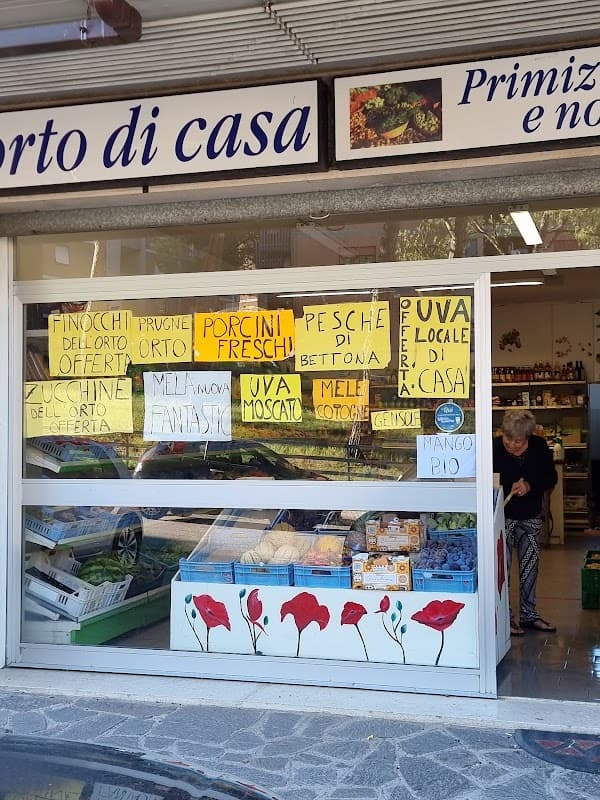 orto di casa
Primiz
e no
FINOCCHI
DELL'ORTO
OFFERTA
PRUGNE
ORTO
PORCINI
FRESCHI
PESCHE
DI
BETTONA
OFFERTA
UVA
LOCALE
DI
CASA
ZUCCHINE
DELL'ORTO
OFFERTA
MELA NUOVA
FANTASTIC
UVA
MOSCATO
MELE
COTOGNE
MANGO
BIO